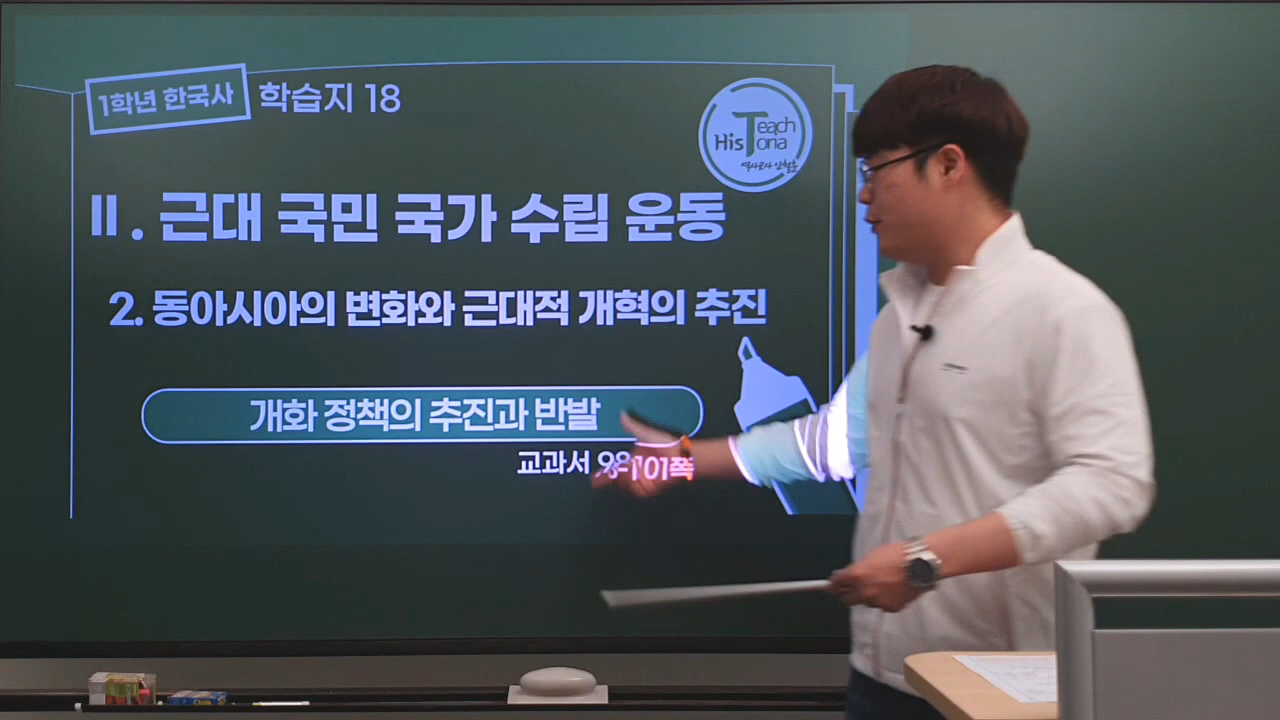 1학년 한국사 학습지 18
Teach
HisTona
II. 근대 국민 국가 수립 운동
2. 동아시아의 변화와 근대적 개혁의 추진
개화 정책의 추진과 반발
교과서 98-101쪽